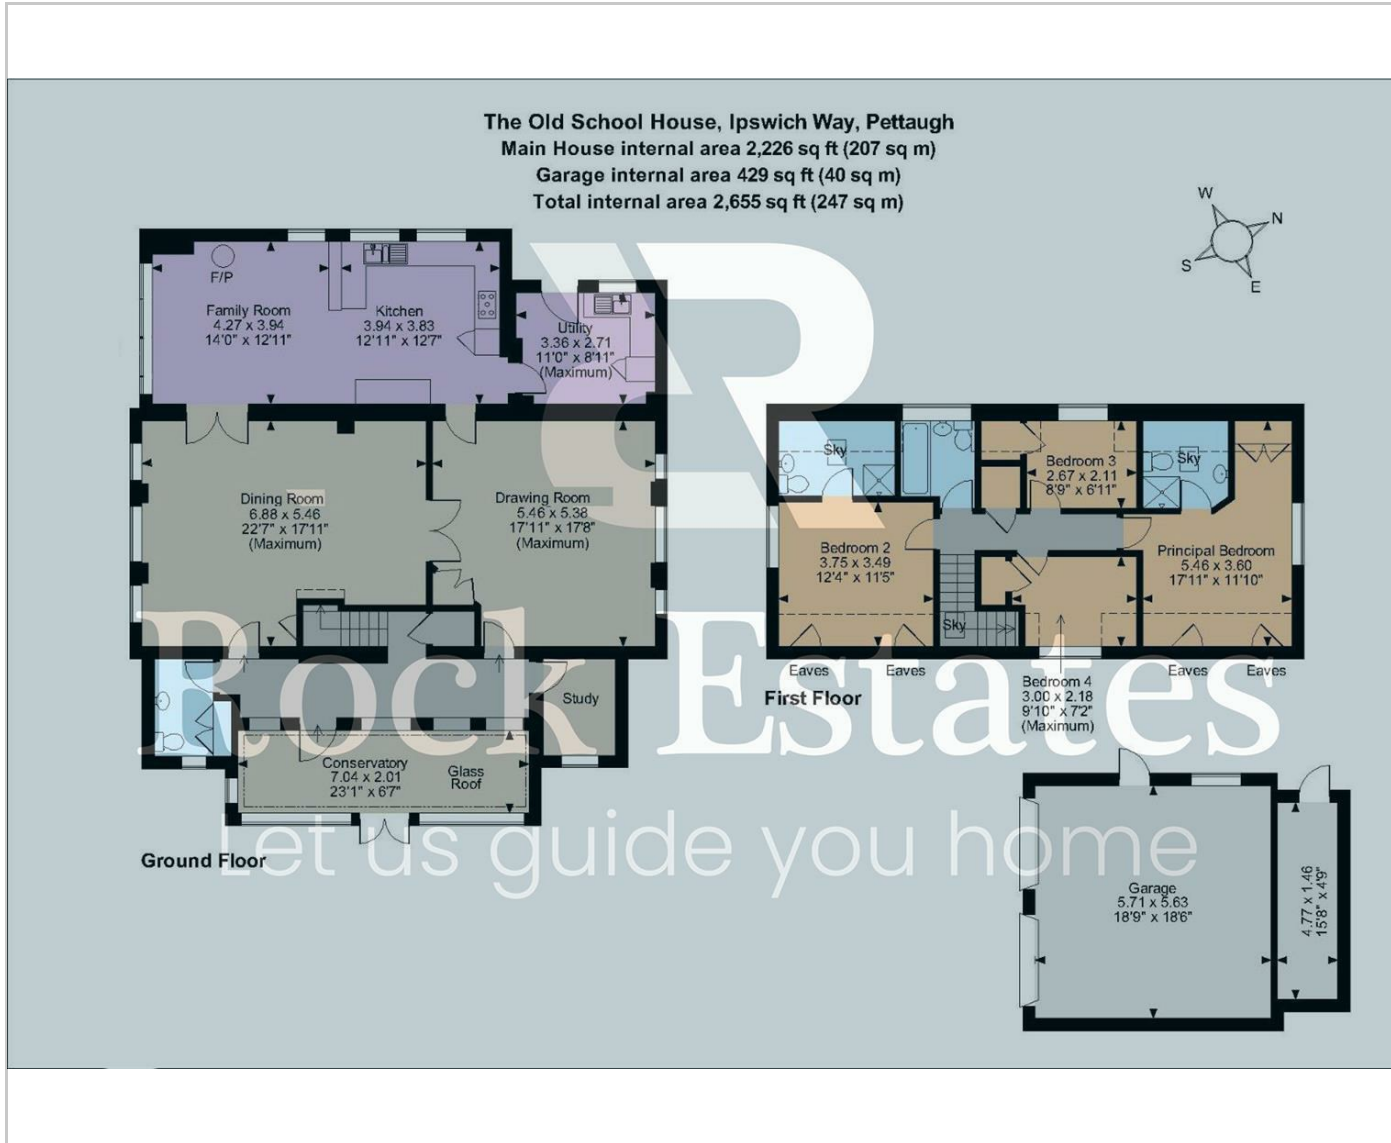 The Old School House, Ipswich Way, Pettaugh
Main House internal area 2,226 sq ft (207 sq m)
Garage internal area 429 sq ft (40 sq m)
Total internal area 2,655 sq ft (247 sq m)
W
N
S
E
F/P
Family Room
4.27 x 3.94
14'0" x 12'11"
Kitchen
3.94 x 3.83
12'11" x 12'7"
Utility
3.36 x 2.71
11'0" x 8'11"
(Maximum)
Dining Room
6.88 x 5.46
22'7" x 17'11"
(Maximum)
Drawing Room
5.46 x 5.38
17'11" x 17'8"
(Maximum)
Study
Conservatory
7.04 x 2.01
23'1" x 6'7"
Glass
Roof
Ground Floor
Sky
Bedroom 3
2.67 x 2.11
8'9" x 6'11"
Sky
Bedroom 2
3.75 x 3.49
12'4" x 11'5"
Principal Bedroom
5.46 x 3.60
17'11" x 11'10"
Sky
Eaves
Eaves
Bedroom 4
3.00 x 2.18
9'10" x 7'2"
(Maximum)
Eaves
Eaves
First Floor
Garage
5.71 x 5.63
18'9" x 18'6"
4.77 x 1.46
15'8" x 4'9"
R
Rock Estates
Let us guide you home